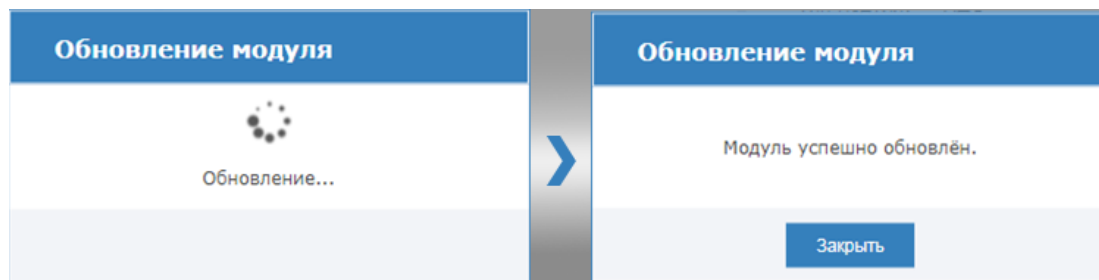 Обновление модуля
Обновление...
Обновление модуля
Модуль успешно обновлён.
Закрыть